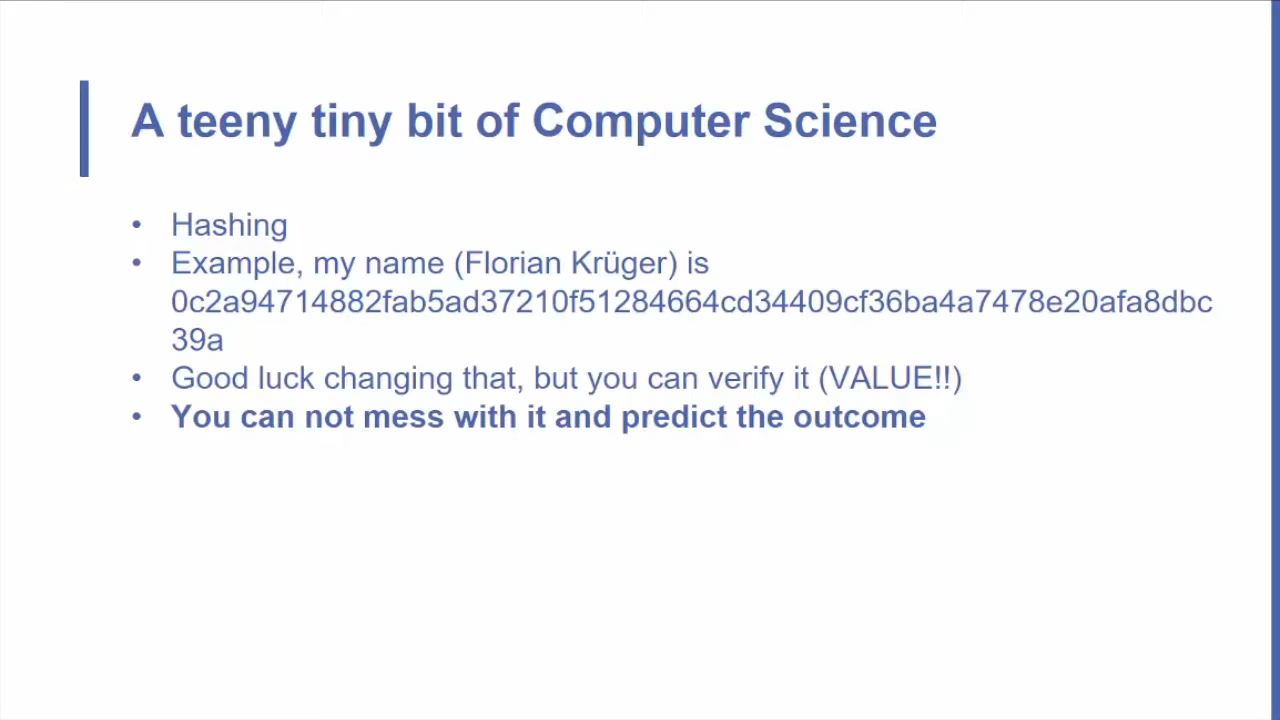 A teeny tiny bit of Computer Science
• Hashing
• Example, my name (Florian Krüger) is
0c2a94714882fab5ad37210f51284664cd34409cf36ba4a7478e20afa8dbc
39a
• Good luck changing that, but you can verify it (VALUE!!)
• You can not mess with it and predict the outcome